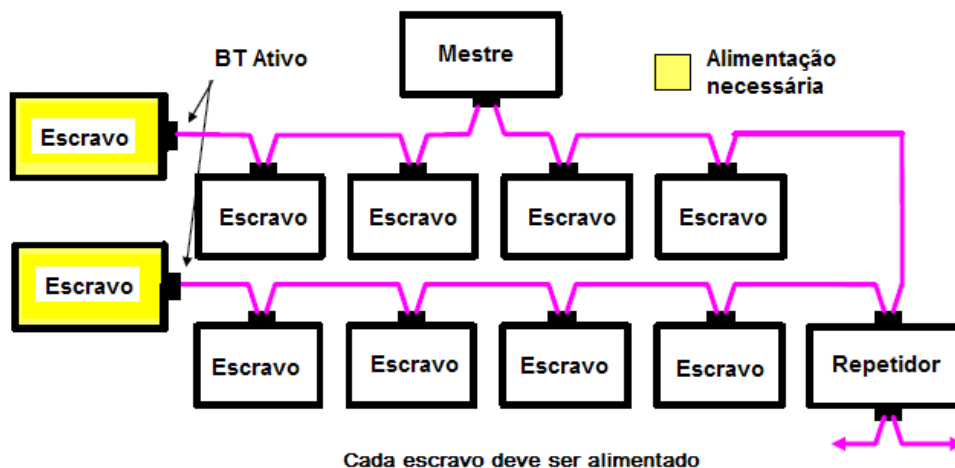 BT Ativo
Mestre
Alimentação
necessária
Escravo
Escravo
Escravo
Escravo
Escravo
Escravo
Escravo
Escravo
Escravo
Escravo
Repetidor
Cada escravo deve ser alimentado